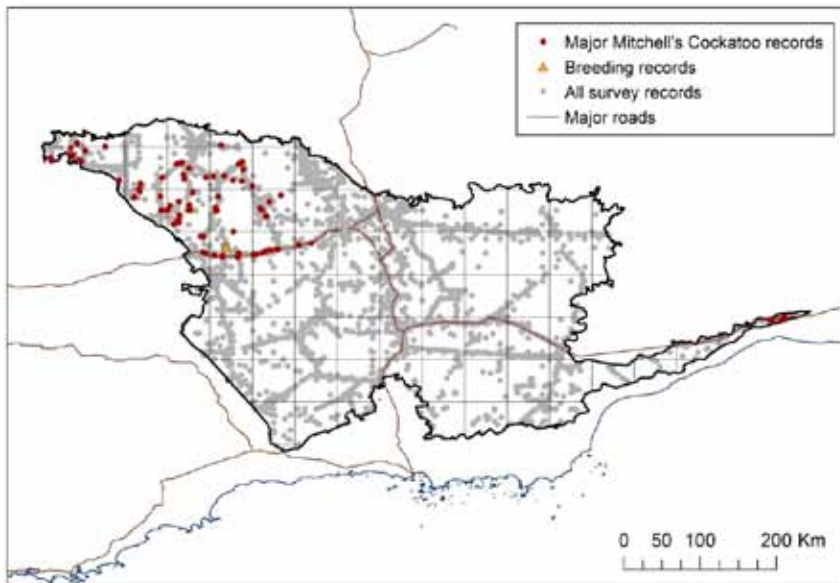 Major Mitchell's Cockatoo records
Breeding records
All survey records
Major roads
0 50 100 200 Km